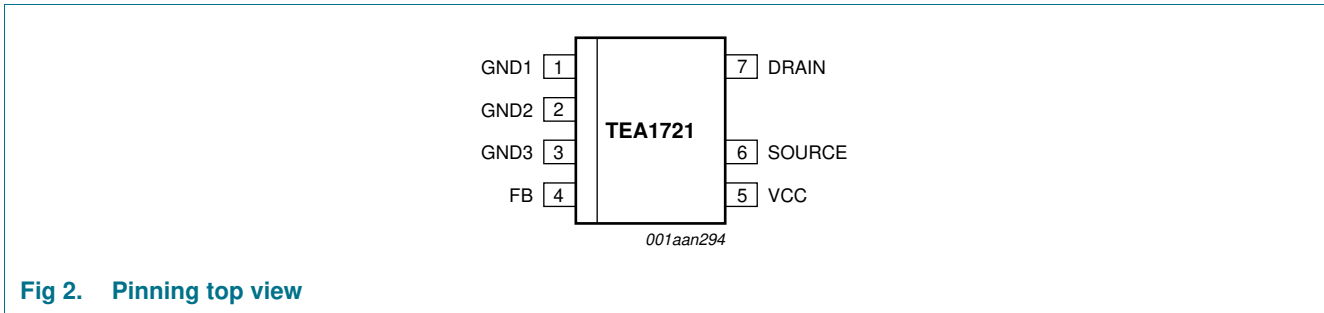 GND1 1 7 DRAIN
GND2 2
TEA1721
GND3 3 6 SOURCE
FB 4 5 VCC
001aan294
Fig 2. Pinning top view